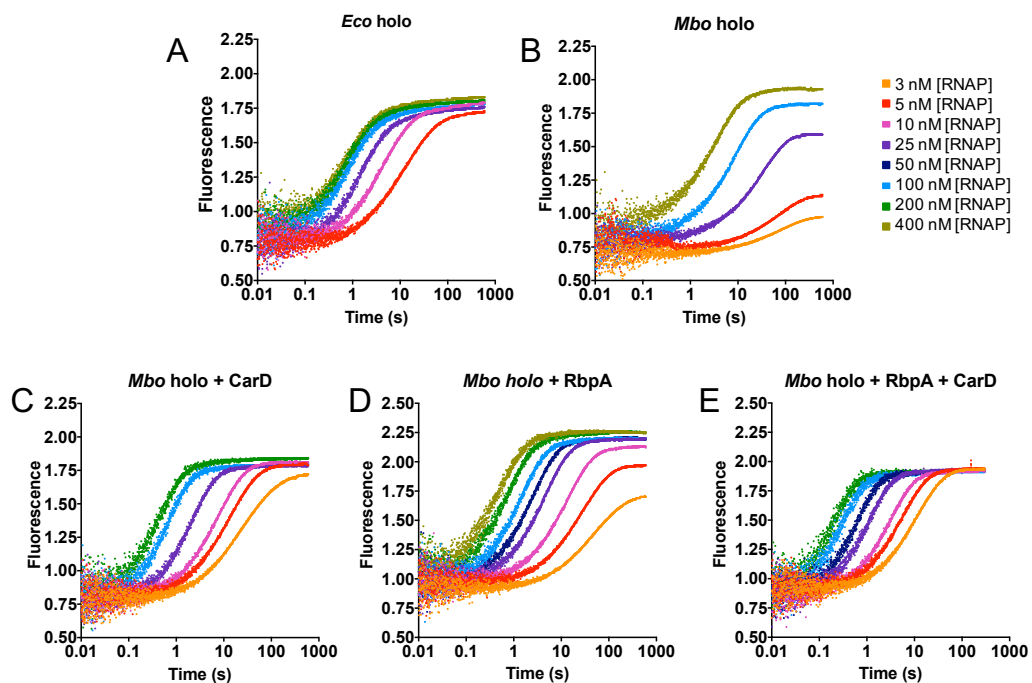 Eco holo
A
Fluorescence
2.25
2.00
1.75
1.50
1.25
1.00
0.75
0.50
0.01 0.1 1 10 100 1000
Time (s)
Mbo holo
B
Fluorescence
2.25
2.00
1.75
1.50
1.25
1.00
0.75
0.50
0.01 0.1 1 10 100 1000
Time (s)
3 nM [RNAP]
5 nM [RNAP]
10 nM [RNAP]
25 nM [RNAP]
50 nM [RNAP]
100 nM [RNAP]
200 nM [RNAP]
400 nM [RNAP]
Mbo holo + CarD
C
Fluorescence
2.25
2.00
1.75
1.50
1.25
1.00
0.75
0.50
0.01 0.1 1 10 100 1000
Time (s)
Mbo holo + RbpA
D
Fluorescence
2.50
2.25
2.00
1.75
1.50
1.25
1.00
0.75
0.50
0.01 0.1 1 10 100 1000
Time (s)
Mbo holo + RbpA + CarD
E
Fluorescence
2.50
2.25
2.00
1.75
1.50
1.25
1.00
0.75
0.50
0.01 0.1 1 10 100 1000
Time (s)